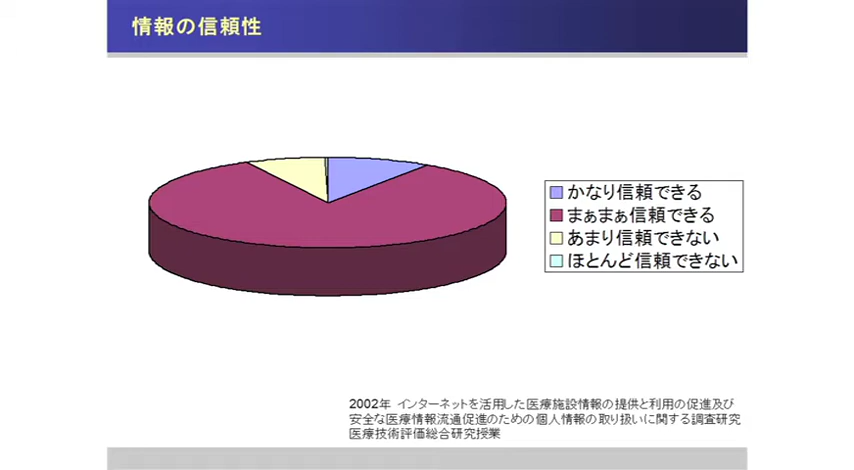 情報の信頼性
かなり信頼できる
まぁまぁ信頼できる
あまり信頼できない
ほとんど信頼できない
2002年 インターネットを活用した医療施設情報の提供と利用の促進及び
安全な医療情報流通促進のための個人情報の取り扱いに関する調査研究
医療技術評価総合研究授業